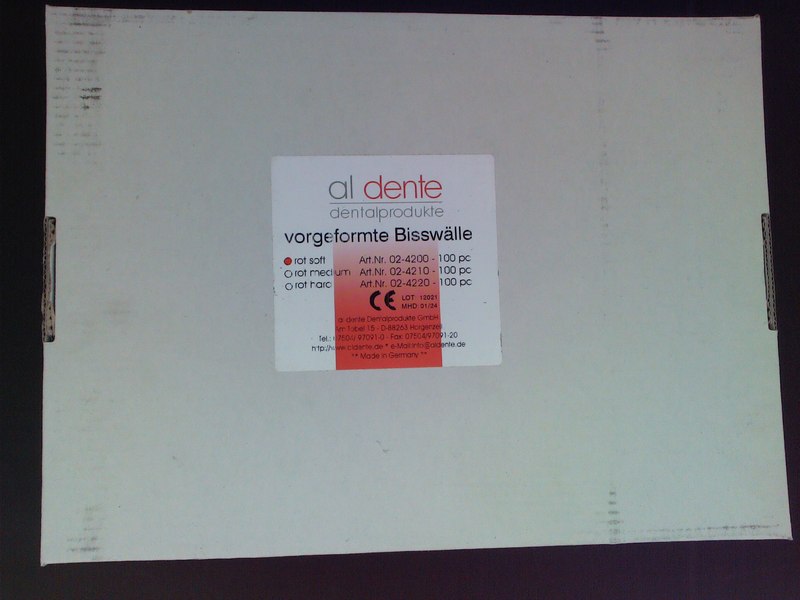 al dente
dentalprodukte
vorgeformte Bisswälle
rot soft Art.Nr. 02-4200 - 100 pc
rot medium Art.Nr. 02-4210 - 100 pc
rot hard Art.Nr. 02-4220 - 100 pc
CE LOT 12021
MHD 01/24
al dente Dentalprodukte GmbH
Am Tobel 15 · D-88263 Horgenzell
Tel.: 07504/ 97091-0 · Fax: 07504/97091-20
http://www.aldente.de * e-Mail:info@aldente.de
** Made in Germany **